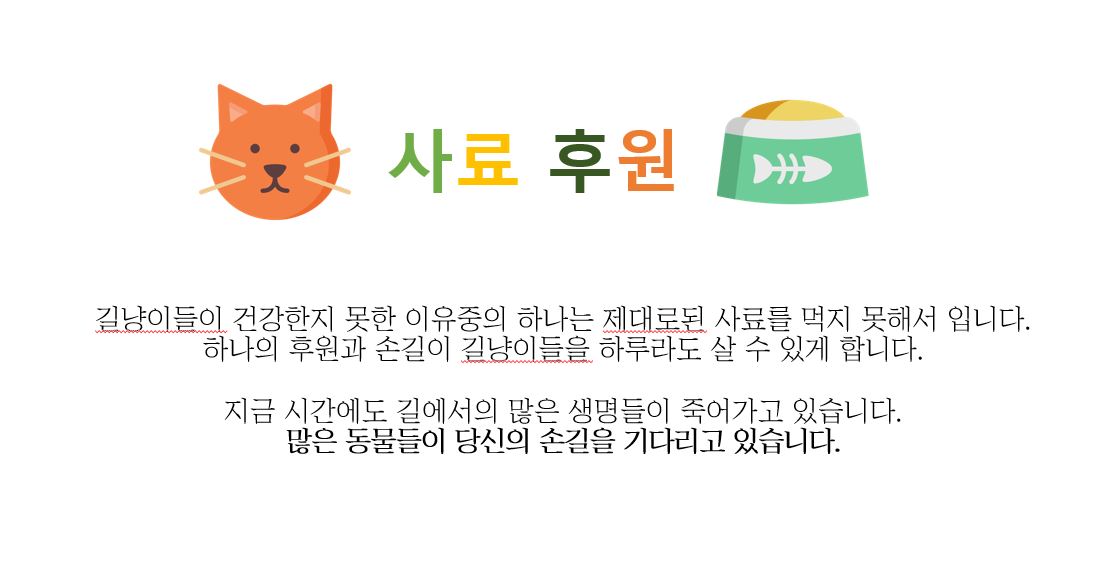 사료 후원
길냥이들이 건강한지 못한 이유중의 하나는 제대로된 사료를 먹지 못해서 입니다.
하나의 후원과 손길이 길냥이들을 하루라도 살 수 있게 합니다.
지금 시간에도 길에서의 많은 생명들이 죽어가고 있습니다.
많은 동물들이 당신의 손길을 기다리고 있습니다.